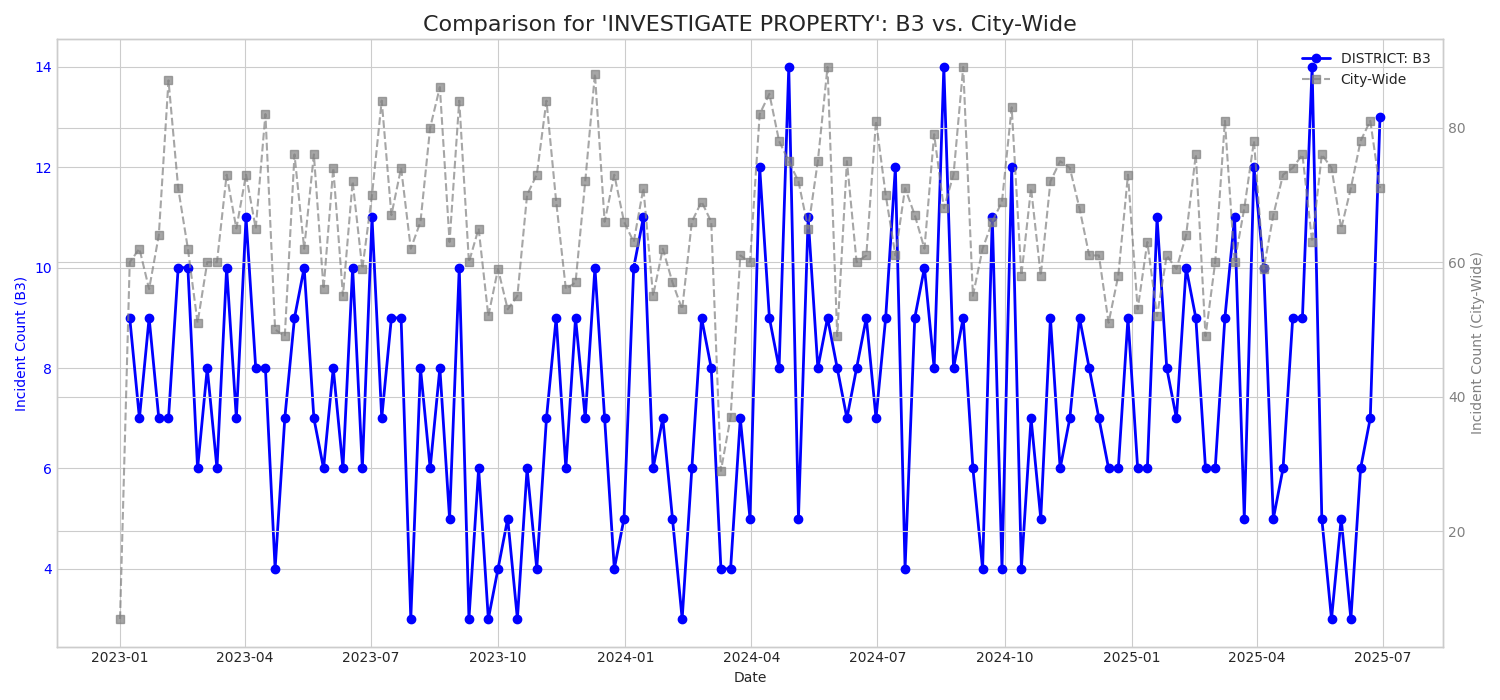 Comparison for 'INVESTIGATE PROPERTY': B3 vs. City-Wide
DISTRICT: B3
City-Wide
Incident Count (B3)
14
12
10
8
6
4
Incident Count (City-Wide)
80
60
40
20
2023-01 2023-04 2023-07 2023-10 2024-01 2024-04 2024-07 2024-10 2025-01 2025-04 2025-07
Date